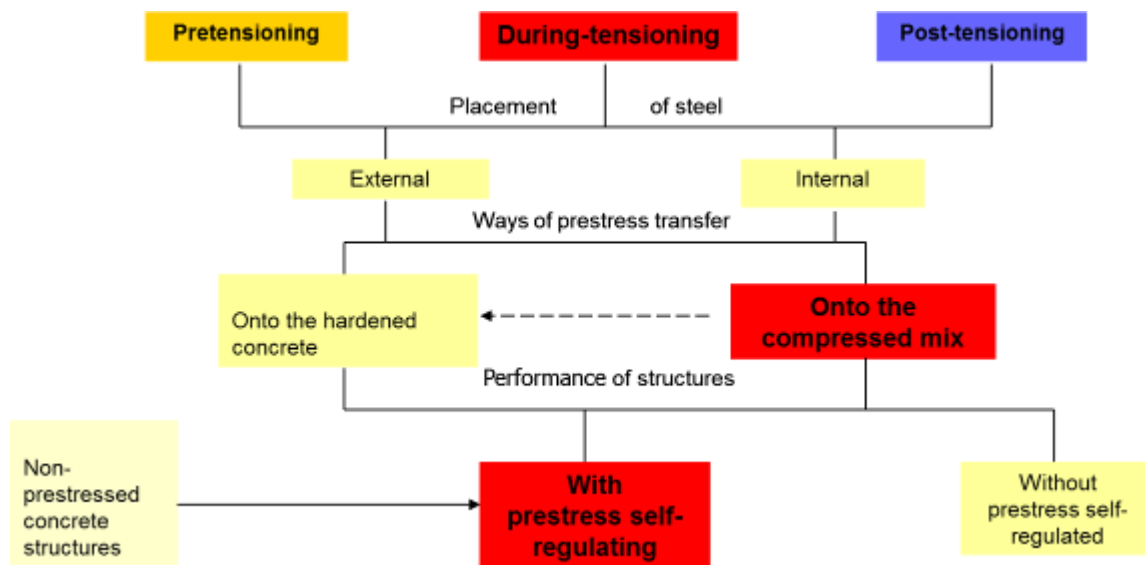 Pretensioning
During-tensioning
Post-tensioning
Placement of steel
External
Internal
Ways of prestress transfer
Onto the hardened
concrete
Onto the
compressed mix
Performance of structures
Non-
prestressed
concrete
structures
With
prestress self-
regulating
Without
prestress self-
regulated